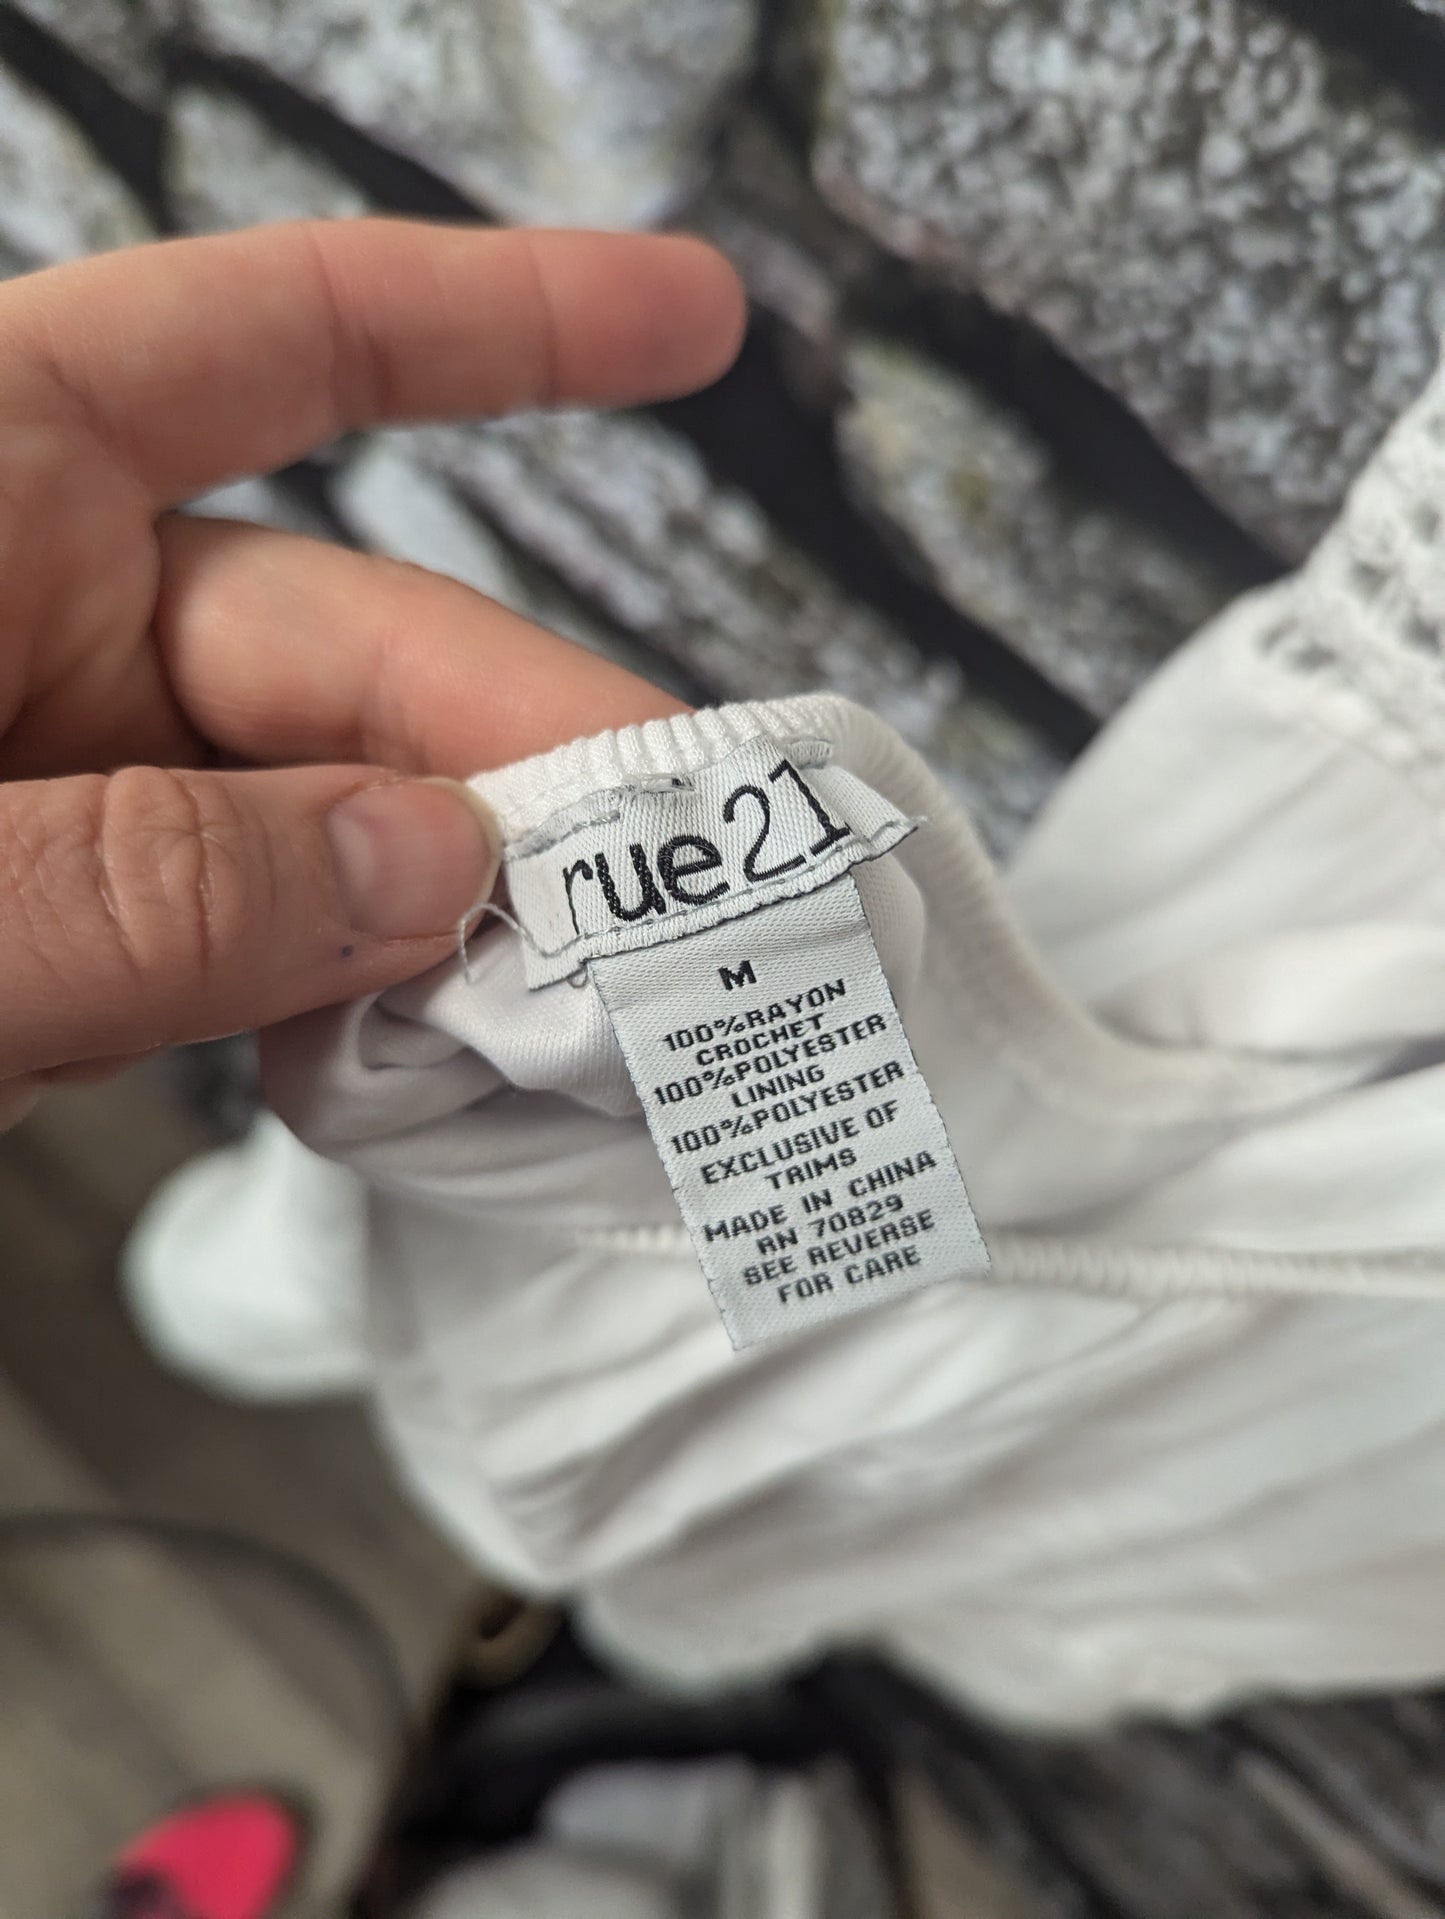 rue21
M
100%RAYON
CROCHET
100%POLYESTER
LINING
100%POLYESTER
EXCLUSIVE OF
TRIMS
MADE IN CHINA
RN 70829
SEE REVERSE
FOR CARE